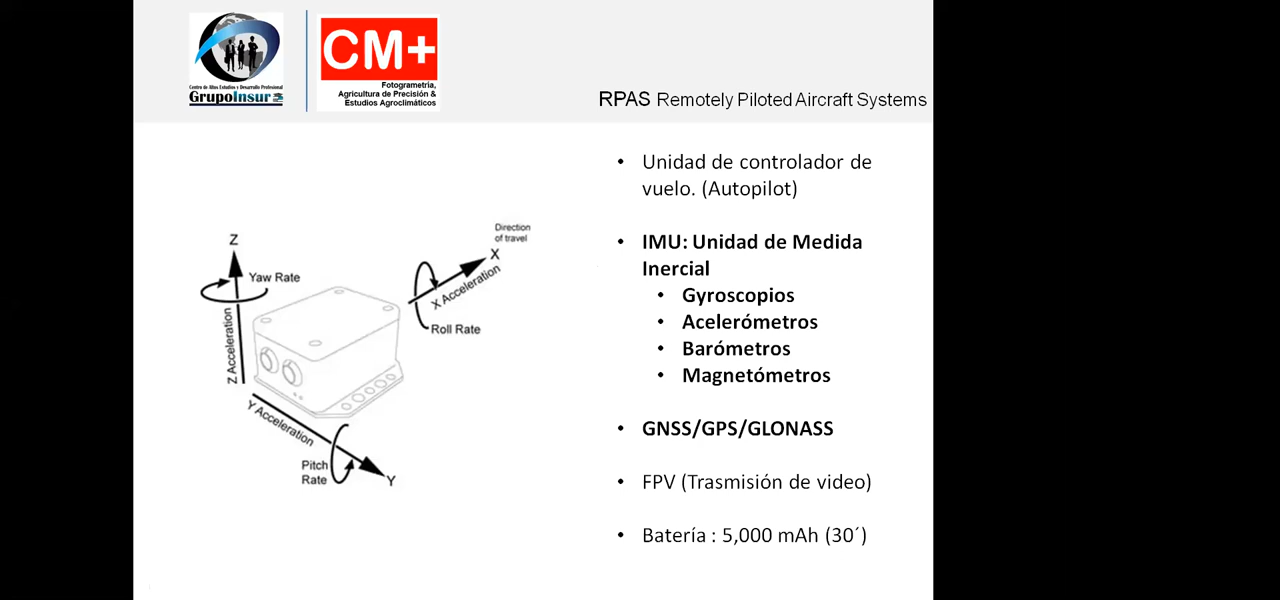 Centro de Altos Estudios y Desarrollo Profesional
GrupoInsur
CM+
Fotogrametria,
Agricultura de Precisión &
Estudios Agroclimáticos
RPAS Remotely Piloted Aircraft Systems
Z
Yaw Rate
Z Acceleration
Direction
of travel
X
X Acceleration
Roll Rate
Y Acceleration
Pitch
Rate
Y
• Unidad de controlador de
vuelo. (Autopilot)
• IMU: Unidad de Medida
Inercial
• Gyroscopios
• Acelerómetros
• Barómetros
• Magnetómetros
• GNSS/GPS/GLONASS
• FPV (Trasmisión de video)
• Batería : 5,000 mAh (30´)